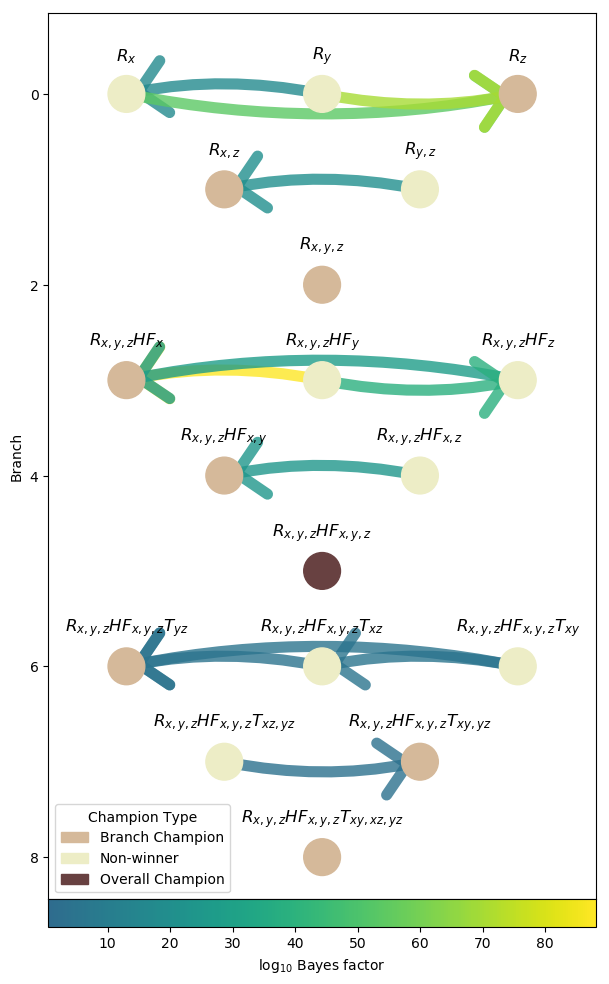 R_x R_y R_z
0
R_{x,z} R_{y,z}
R_{x,y,z}
2
R_{x,y,z}HF_x R_{x,y,z}HF_y R_{x,y,z}HF_z
R_{x,y,z}HF_{x,y} R_{x,y,z}HF_{x,z}
Branch
4
R_{x,y,z}HF_{x,y,z}
R_{x,y,z}HF_{x,y,z}T_{yz} R_{x,y,z}HF_{x,y,z}T_{xz} R_{x,y,z}HF_{x,y,z}T_{xy}
6
R_{x,y,z}HF_{x,y,z}T_{xz,yz} R_{x,y,z}HF_{x,y,z}T_{xy,yz}
R_{x,y,z}HF_{x,y,z}T_{xy,xz,yz}
Champion Type
Branch Champion
Non-winner
8
Overall Champion
10 20 30 40 50 60 70 80
log_{10} Bayes factor